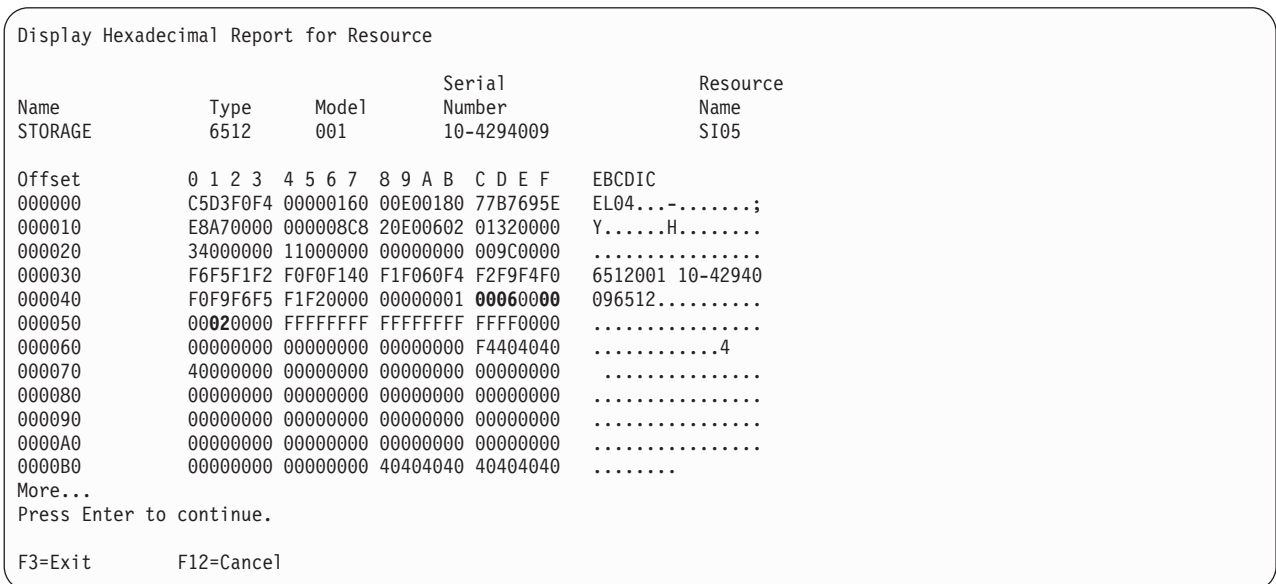 Display Hexadecimal Report for Resource
Serial Resource
Name Type Model Number Name
STORAGE 6512 001 10-4294009 SI05
Offset 0 1 2 3 4 5 6 7 8 9 A B C D E F EBCDIC
000000 C5D3F0F4 00000160 00E00180 77B7695E EL04...-.......;
000010 E8A70000 000008C8 20E00602 01320000 Y......H........
000020 34000000 11000000 00000000 009C0000 ................
000030 F6F5F1F2 F0F0F140 F1F060F4 F2F9F4F0 6512001 10-42940
000040 F0F9F6F5 F1F20000 00000001 00060000 096512..........
000050 00020000 FFFFFFFF FFFFFFFF FFFF0000 ................
000060 00000000 00000000 00000000 F4404040 ............4
000070 40000000 00000000 00000000 00000000 ...............
000080 00000000 00000000 00000000 00000000 ................
000090 00000000 00000000 00000000 00000000 ................
0000A0 00000000 00000000 00000000 00000000 ................
0000B0 00000000 00000000 40404040 40404040 ........
More...
Press Enter to continue.
F3=Exit F12=Cancel